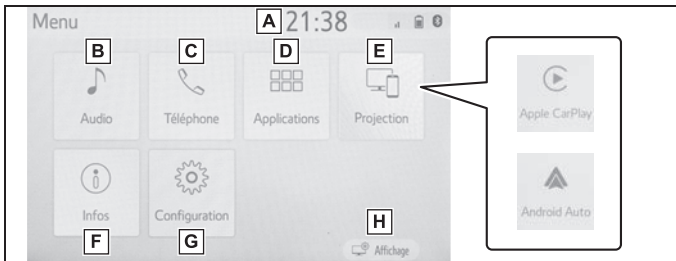 Menu
A 21:38
B C D E
Audio Téléphone Applications Projection
Infos Configuration
F G
H
Affichage
Apple CarPlay
Android Auto